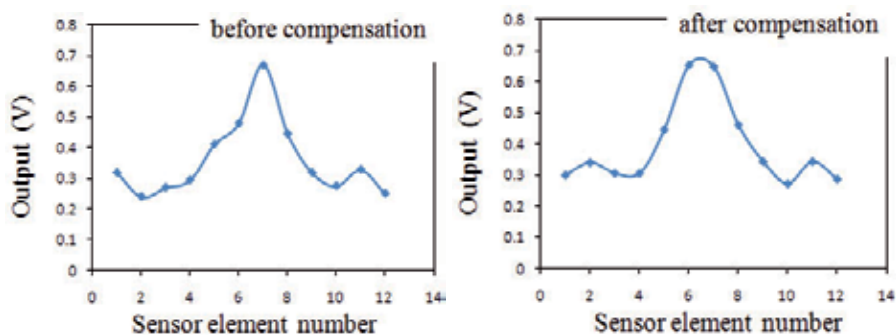 before compensation
Output (V)
0.8
0.7
0.6
0.5
0.4
0.3
0.2
0.1
0
0 2 4 6 8 10 12 14
Sensor element number
after compensation
Output (V)
0.8
0.7
0.6
0.5
0.4
0.3
0.2
0.1
0
0 2 4 6 8 10 12 14
Sensor element number